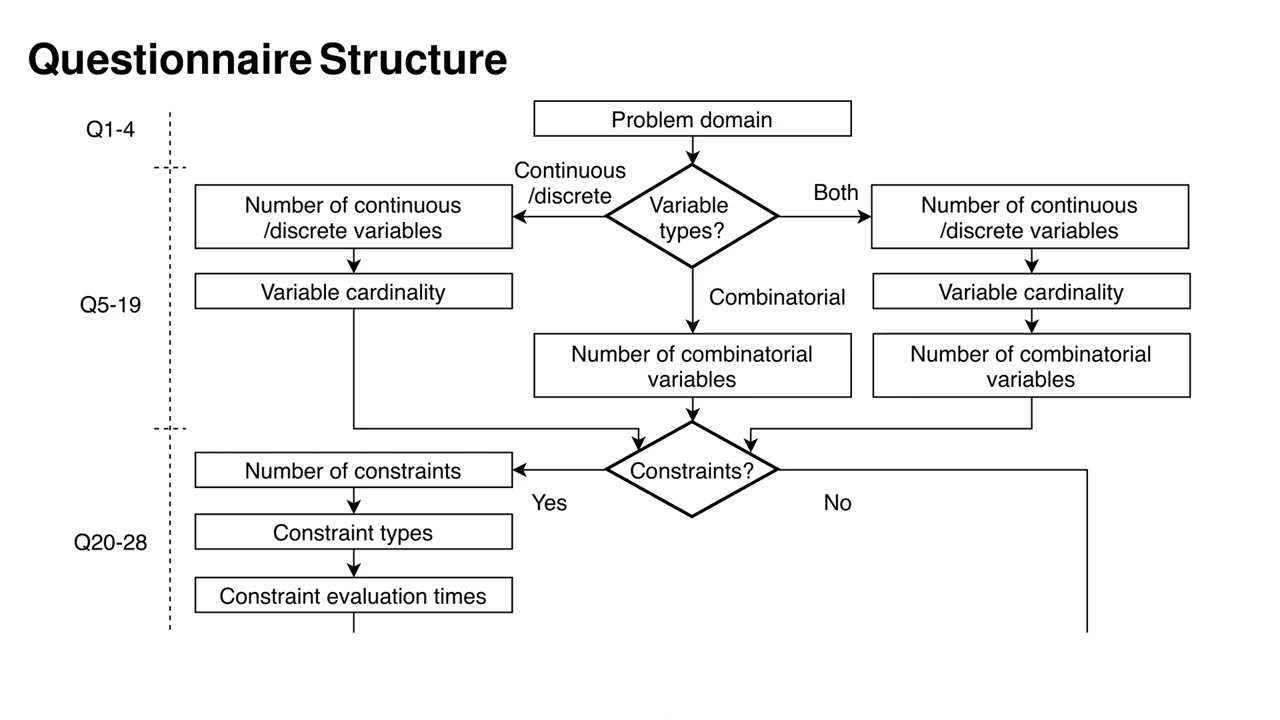 Questionnaire Structure
Q1-4
Problem domain
Continuous
/discrete
Variable
types?
Both
Number of continuous
/discrete variables
Number of continuous
/discrete variables
Q5-19
Variable cardinality
Combinatorial
Variable cardinality
Number of combinatorial
variables
Number of combinatorial
variables
Constraints?
Yes
No
Q20-28
Number of constraints
Constraint types
Constraint evaluation times